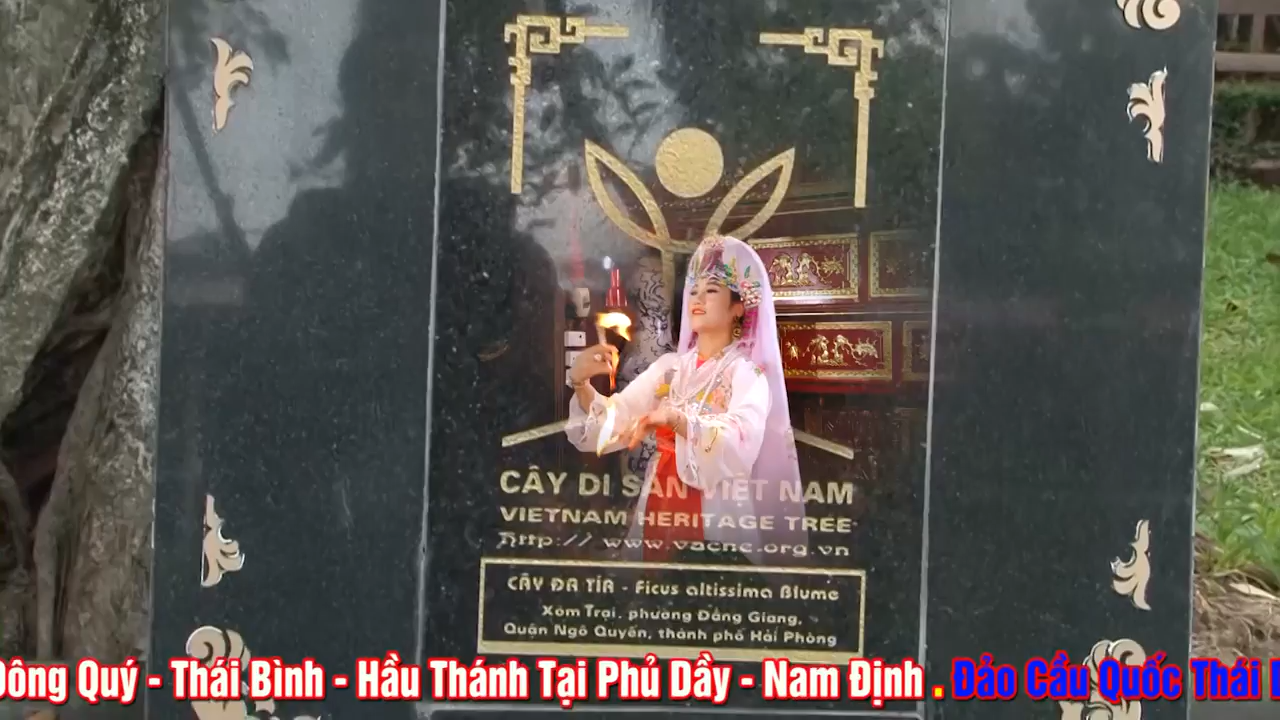 CÂY DI SẢN VIỆT NAM
VIETNAM HERITAGE TREE
http:// www.vacne.org.vn
CÂY ĐA TÍA - Ficus altissima Blume
Xóm Trại, phường Đằng Giang,
Quận Ngô Quyền, thành phố Hải Phòng
Đông Quý - Thái Bình - Hầu Thánh Tại Phủ Dầy - Nam Định . Đảo Cầu Quốc Thái